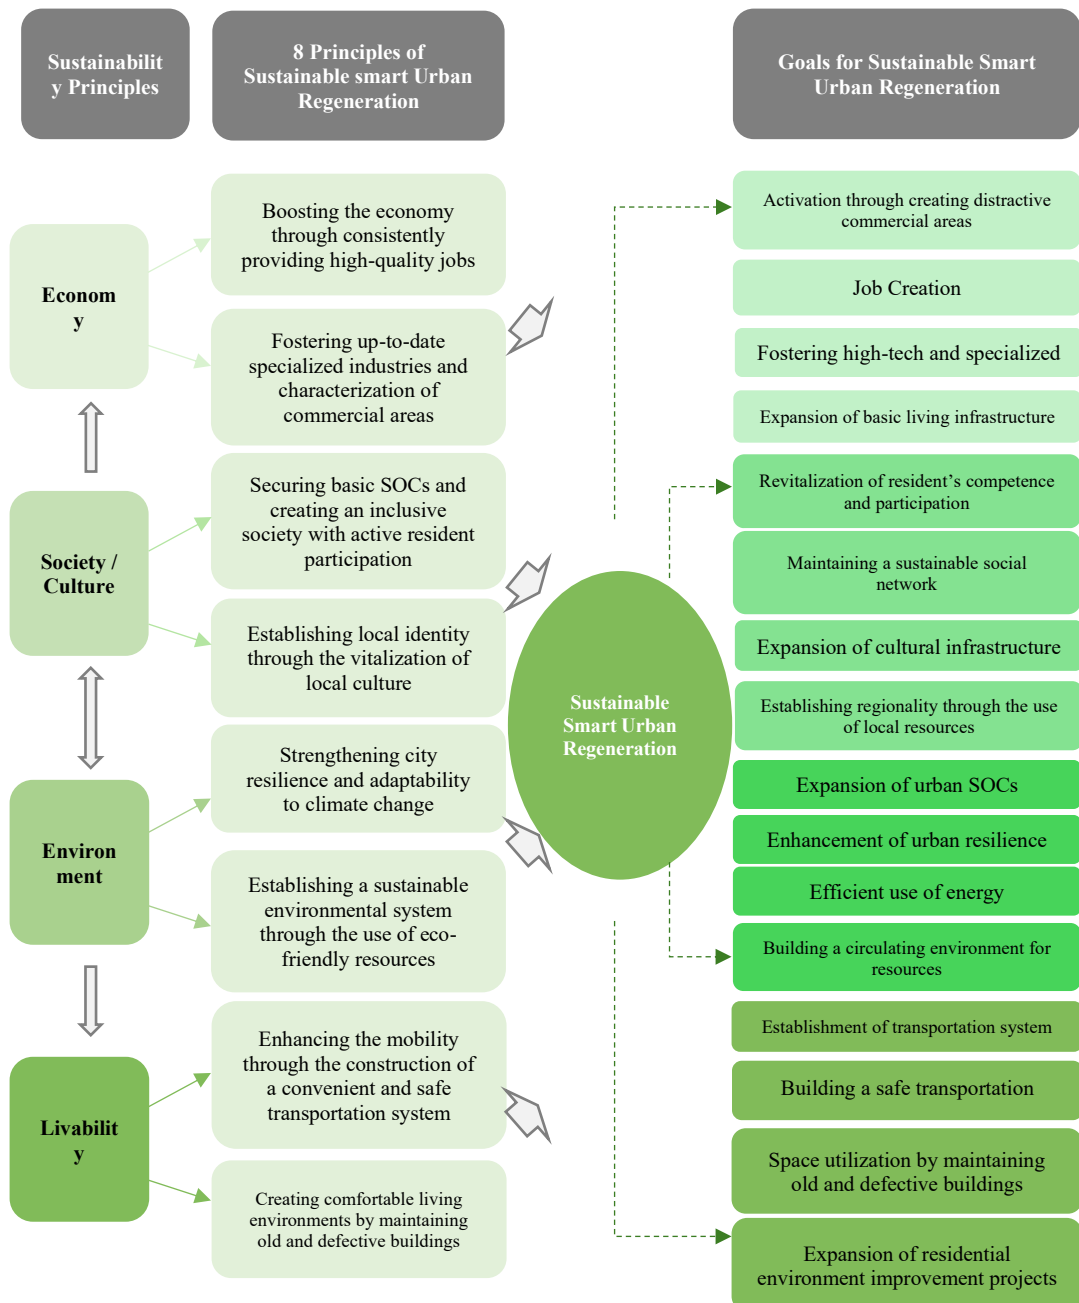 Sustainabilit
y Principles
8 Principles of
Sustainable smart Urban
Regeneration
Goals for Sustainable Smart
Urban Regeneration
Econom
y
Society /
Culture
Environ
ment
Livabilit
y
Boosting the economy
through consistently
providing high-quality jobs
Fostering up-to-date
specialized industries and
characterization of
commercial areas
Securing basic SOCs and
creating an inclusive
society with active resident
participation
Establishing local identity
through the vitalization of
local culture
Strengthening city
resilience and adaptability
to climate change
Establishing a sustainable
environmental system
through the use of eco-
friendly resources
Enhancing the mobility
through the construction of
a convenient and safe
transportation system
Creating comfortable living
environments by maintaining
old and defective buildings
Sustainable
Smart Urban
Regeneration
Activation through creating distractive
commercial areas
Job Creation
Fostering high-tech and specialized
Expansion of basic living infrastructure
Revitalization of resident’s competence
and participation
Maintaining a sustainable social
network
Expansion of cultural infrastructure
Establishing regionality through the use
of local resources
Expansion of urban SOCs
Enhancement of urban resilience
Efficient use of energy
Building a circulating environment for
resources
Establishment of transportation system
Building a safe transportation
Space utilization by maintaining
old and defective buildings
Expansion of residential
environment improvement projects